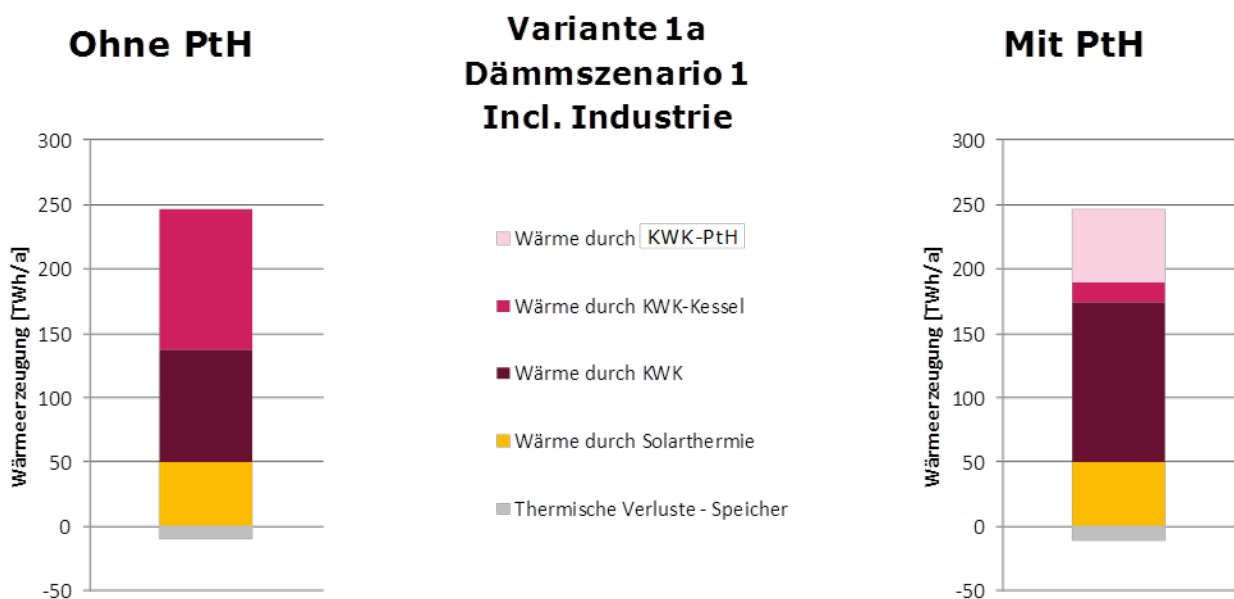 Ohne PtH
Variante 1a
Dämmszenario 1
Incl. Industrie
Mit PtH
Wärmeerzeugung [TWh/a]
300
250
200
150
100
50
0
-50
Wärme durch KWK-PtH
Wärme durch KWK-Kessel
Wärme durch KWK
Wärme durch Solarthermie
Thermische Verluste - Speicher
Wärmeerzeugung [TWh/a]
300
250
200
150
100
50
0
-50